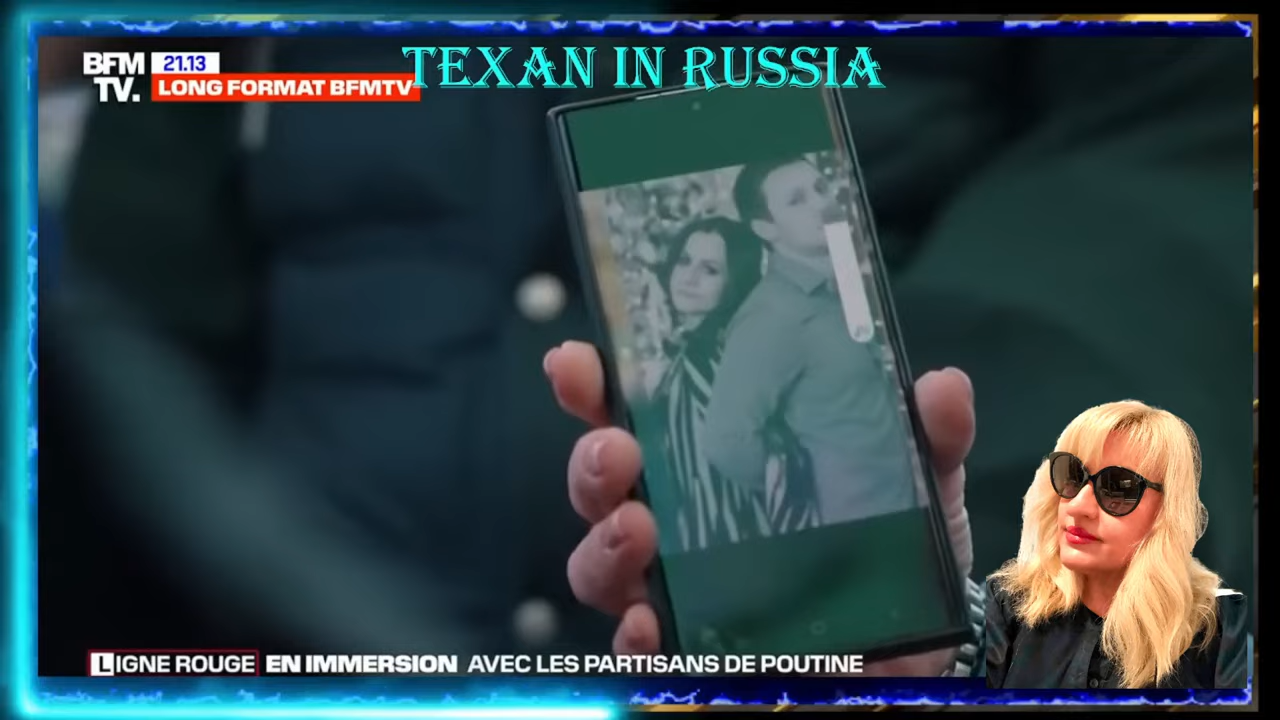 TEXAN IN RUSSIA
BFM
TV.
21.13
LONG FORMAT BFMTV
LIGNE ROUGE EN IMMERSION AVEC LES PARTISANS DE POUTINE